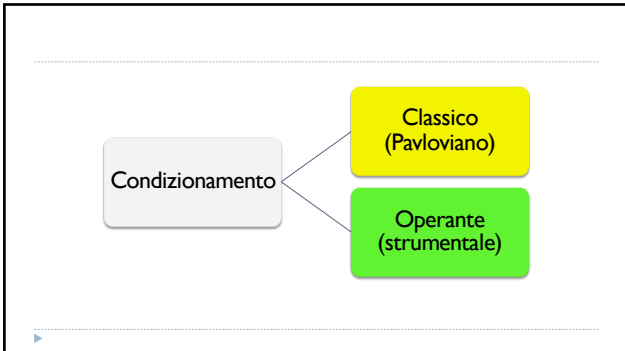 Condizionamento
Classico
(Pavloviano)
Operante
(strumentale)